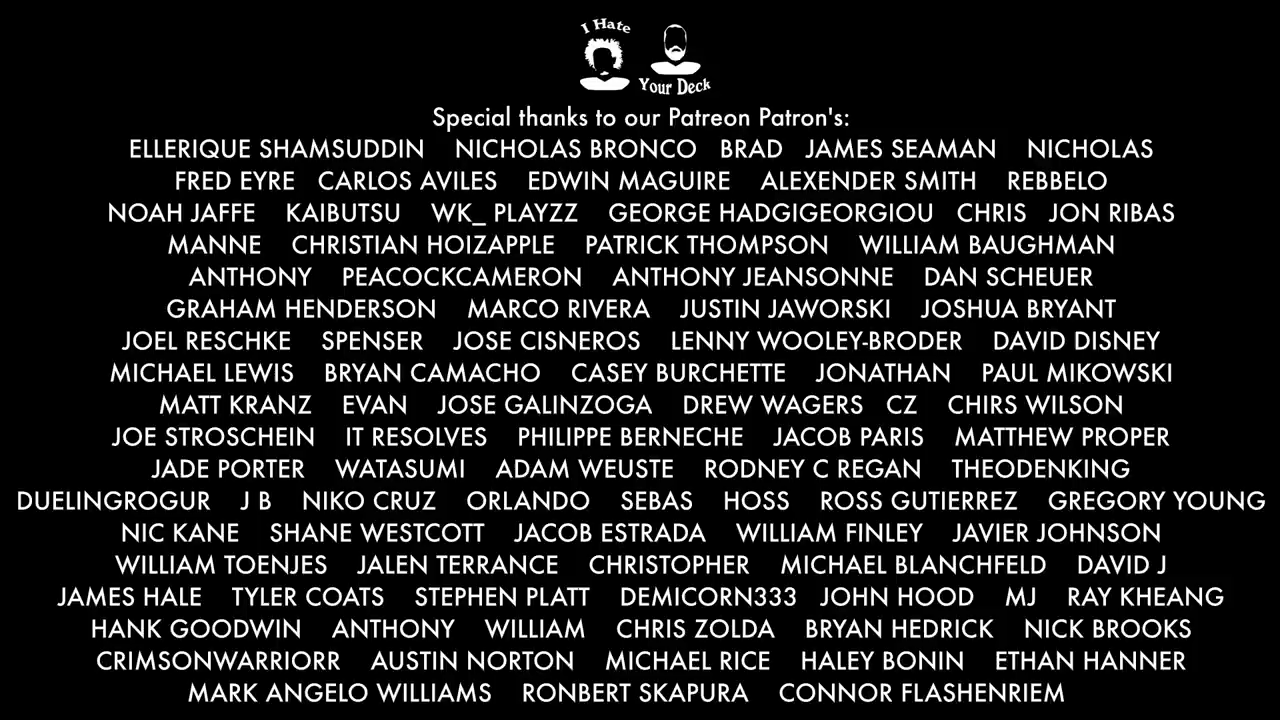 I Hate
Your Deck
Special thanks to our Patreon Patron's:
ELLERIQUE SHAMSUDDIN NICHOLAS BRONCO BRAD JAMES SEAMAN NICHOLAS
FRED EYRE CARLOS AVILES EDWIN MAGUIRE ALEXENDER SMITH REBBELO
NOAH JAFFE KAIBUTSU WK_ PLAYZZ GEORGE HADGIGEORGIOU CHRIS JON RIBAS
MANNE CHRISTIAN HOIZAPPLE PATRICK THOMPSON WILLIAM BAUGHMAN
ANTHONY PEACOCKCAMERON ANTHONY JEANSONNE DAN SCHEUER
GRAHAM HENDERSON MARCO RIVERA JUSTIN JAWORSKI JOSHUA BRYANT
JOEL RESCHKE SPENSER JOSE CISNEROS LENNY WOOLEY-BRODER DAVID DISNEY
MICHAEL LEWIS BRYAN CAMACHO CASEY BURCHETTE JONATHAN PAUL MIKOWSKI
MATT KRANZ EVAN JOSE GALINZOGA DREW WAGERS CZ CHIRS WILSON
JOE STROSCHEIN IT RESOLVES PHILIPPE BERNECHE JACOB PARIS MATTHEW PROPER
JADE PORTER WATASUMI ADAM WEUSTE RODNEY C REGAN THEODENKING
DUELINGROGUR J B NIKO CRUZ ORLANDO SEBAS HOSS ROSS GUTIERREZ GREGORY YOUNG
NIC KANE SHANE WESTCOTT JACOB ESTRADA WILLIAM FINLEY JAVIER JOHNSON
WILLIAM TOENJES JALEN TERRANCE CHRISTOPHER MICHAEL BLANCHFELD DAVID J
JAMES HALE TYLER COATS STEPHEN PLATT DEMICORN333 JOHN HOOD MJ RAY KHEANG
HANK GOODWIN ANTHONY WILLIAM CHRIS ZOLDA BRYAN HEDRICK NICK BROOKS
CRIMSONWARRIORR AUSTIN NORTON MICHAEL RICE HALEY BONIN ETHAN HANNER
MARK ANGELO WILLIAMS RONBERT SKAPURA CONNOR FLASHENRIEM